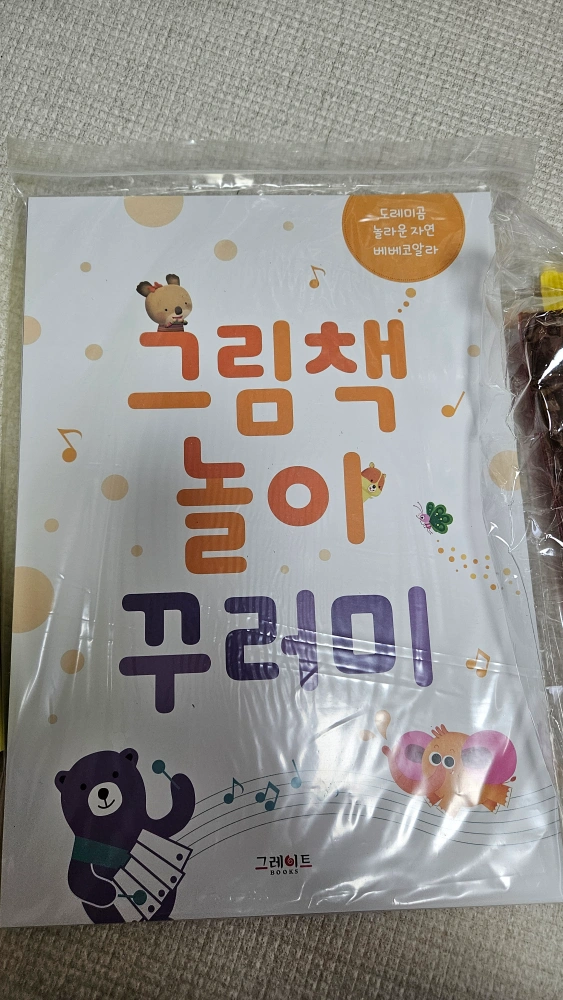 도레미곰
놀라운 자연
베베코알라
그림책
놀이
꾸러미
그레이트
BOOKS